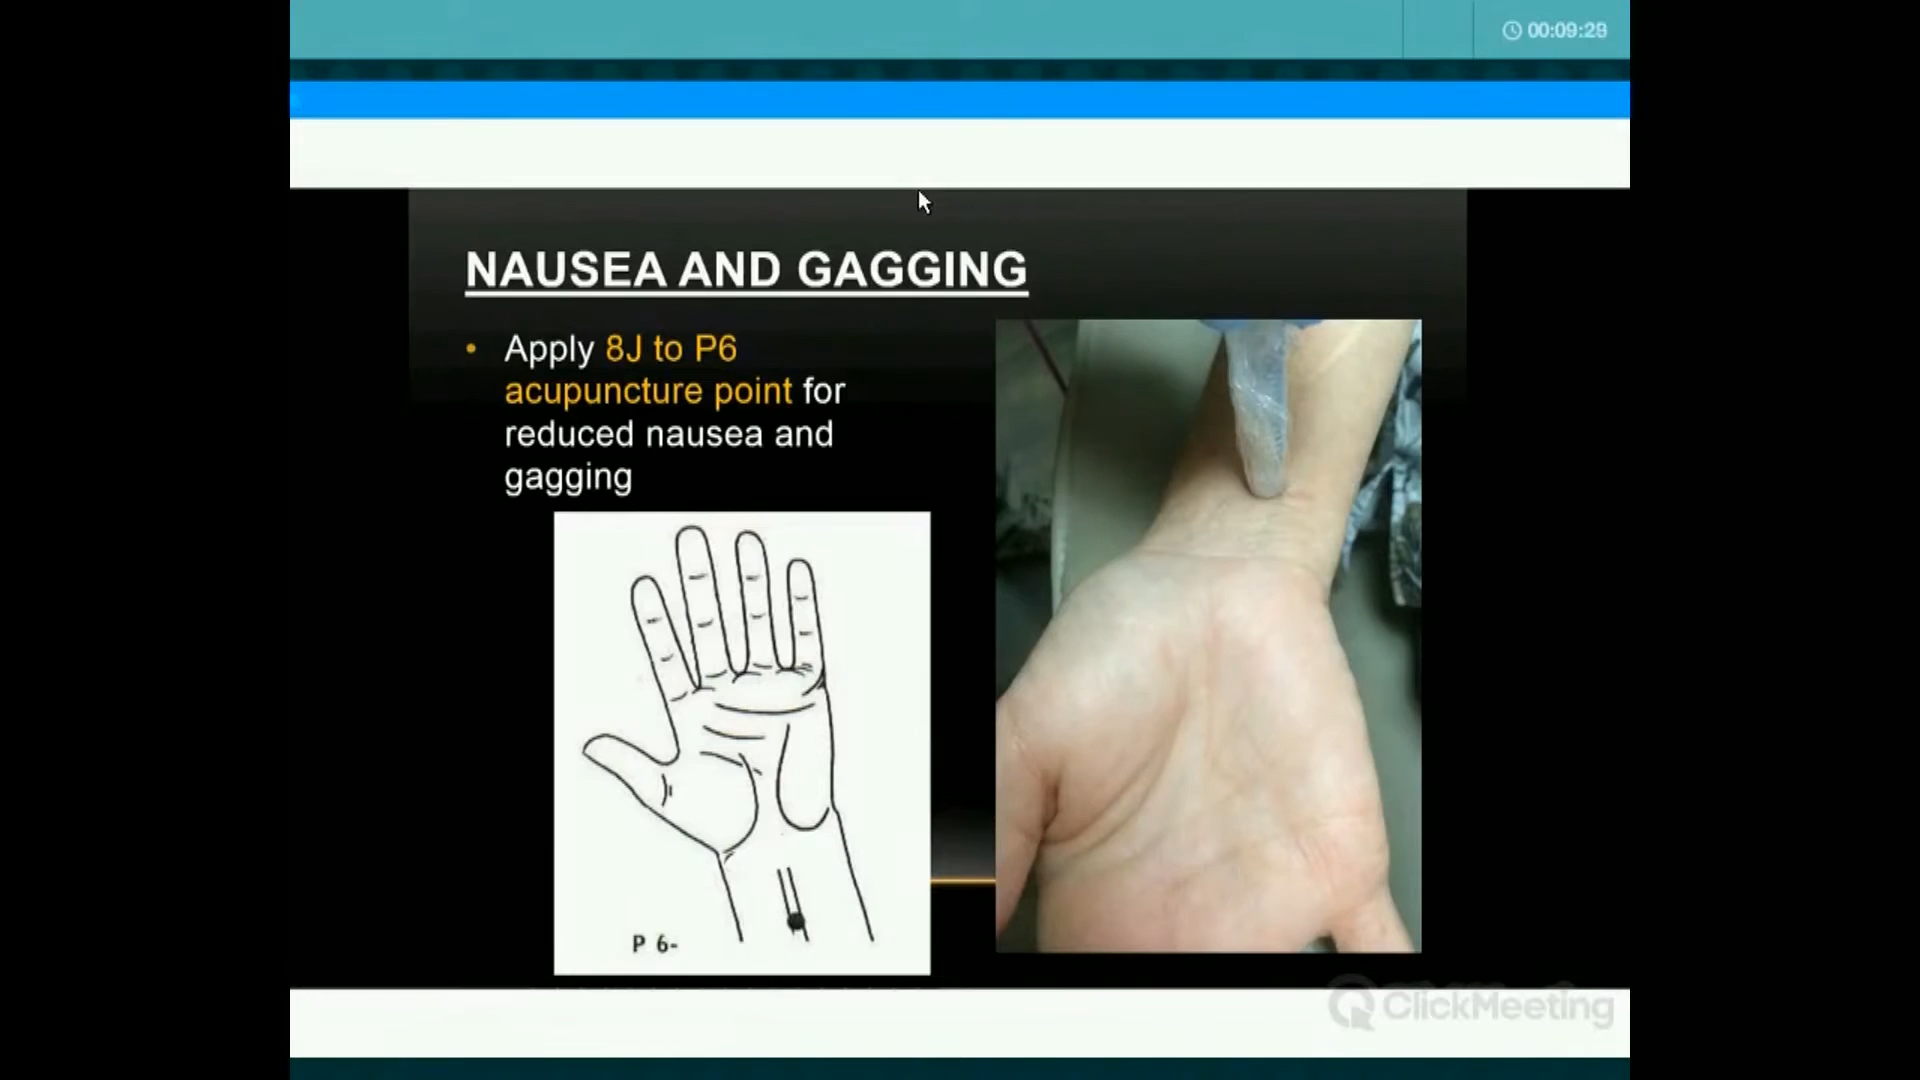 00:09:29
NAUSEA AND GAGGING
• Apply 8J to P6
acupuncture point for
reduced nausea and
gagging
P 6-
ClickMeeting